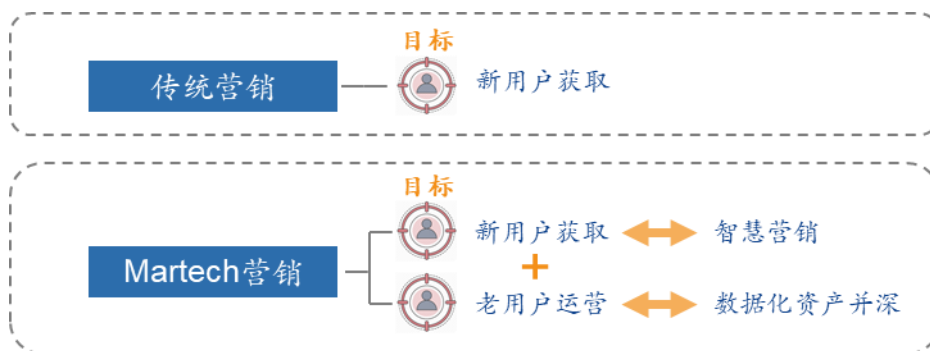 目标
传统营销
新用户获取
目标
新用户获取
智慧营销
+
Martech营销
老用户运营
数据化资产并深